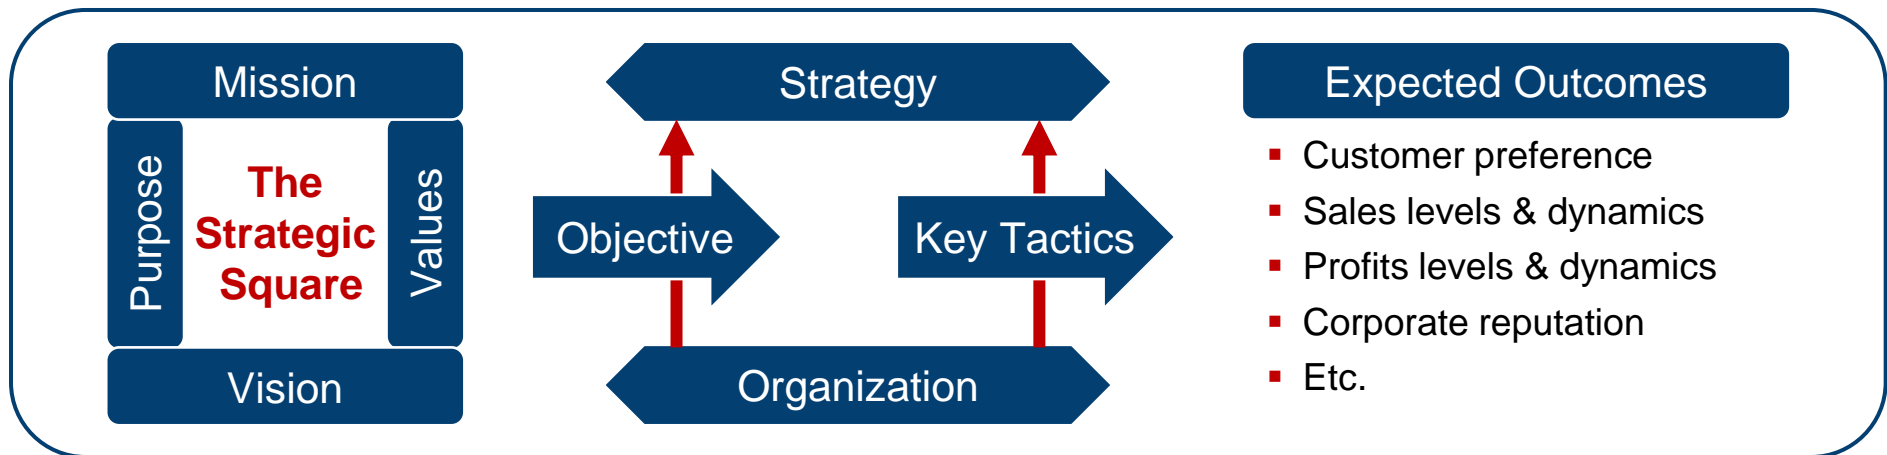 Mission
Purpose
The
Strategic
Square
Values
Vision
Strategy
Objective
Key Tactics
Organization
Expected Outcomes
Customer preference
Sales levels & dynamics
Profits levels & dynamics
Corporate reputation
Etc.